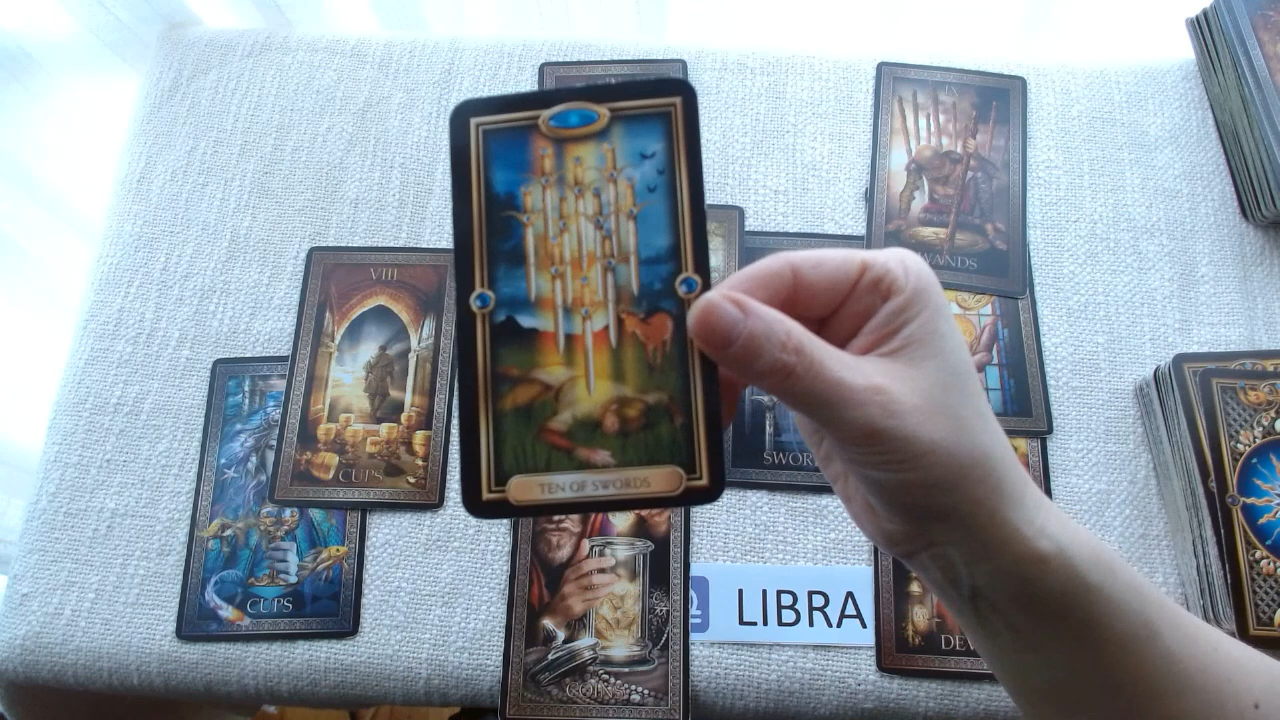 IX
WANDS
VIII
CUPS
TEN OF SWORDS
SWOR
CUPS
LIBRA
DEV
COINS